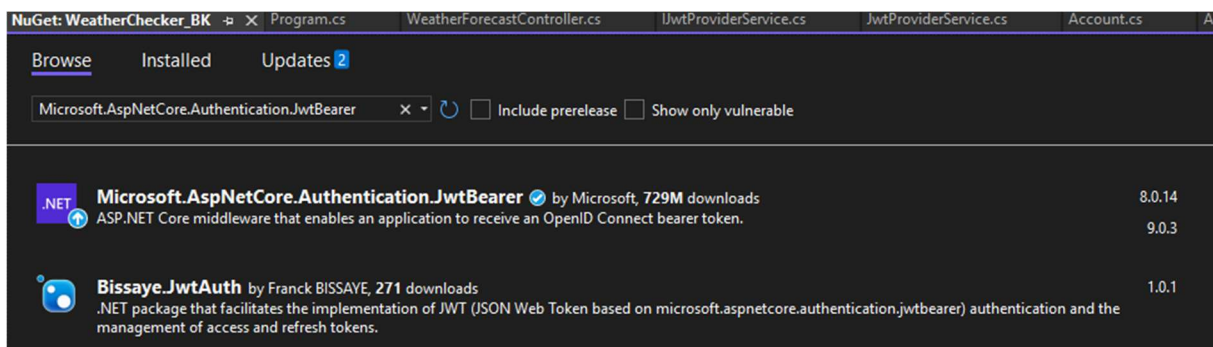 NuGet: WeatherChecker_BK Program.cs WeatherForecastController.cs IJwtProviderService.cs JwtProviderService.cs Account.cs A
Browse Installed Updates 2
Microsoft.AspNetCore.Authentication.JwtBearer Include prerelease Show only vulnerable
.NET Microsoft.AspNetCore.Authentication.JwtBearer by Microsoft, 729M downloads 8.0.14
ASP.NET Core middleware that enables an application to receive an OpenID Connect bearer token.
9.0.3
Bissaye.JwtAuth by Franck BISSAYE, 271 downloads 1.0.1
.NET package that facilitates the implementation of JWT (JSON Web Token based on microsoft.aspnetcore.authentication.jwtbearer) authentication and the
management of access and refresh tokens.